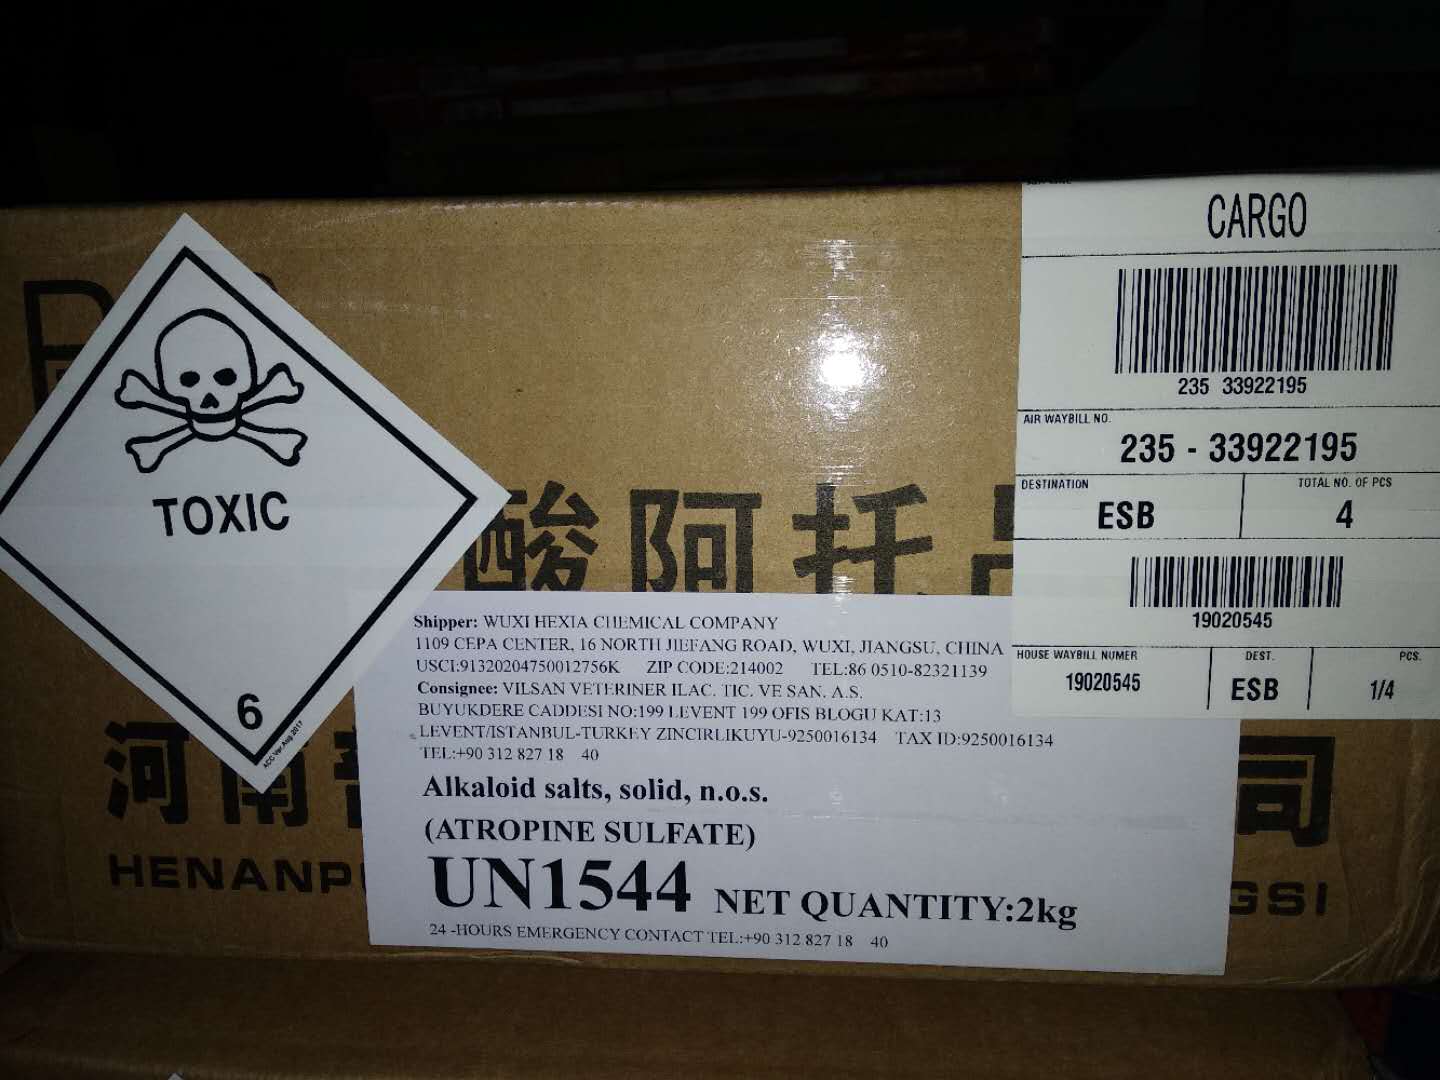 TOXIC
6
ACC Ver.Aug 2017
酸阿托
河南
HENANP
GSI
司
CARGO
235 33922195
AIR WAYBILL NO.
235 - 33922195
DESTINATION
TOTAL NO. OF PCS
ESB
4
19020545
HOUSE WAYBILL NUMER
DEST.
PCS.
19020545
ESB
1/4
Shipper: WUXI HEXIA CHEMICAL COMPANY
1109 CEPA CENTER, 16 NORTH JIEFANG ROAD, WUXI, JIANGSU, CHINA
USCI:91320204750012756K ZIP CODE:214002 TEL:86 0510-82321139
Consignee: VILSAN VETERINER ILAC. TIC. VE SAN. A.S.
BUYUKDERE CADDESI NO:199 LEVENT 199 OFIS BLOGU KAT:13
LEVENT/ISTANBUL-TURKEY ZINCIRLIKUYU-9250016134 TAX ID:9250016134
TEL:+90 312 827 18 40
Alkaloid salts, solid, n.o.s.
(ATROPINE SULFATE)
UN1544 NET QUANTITY:2kg
24 -HOURS EMERGENCY CONTACT TEL:+90 312 827 18 40